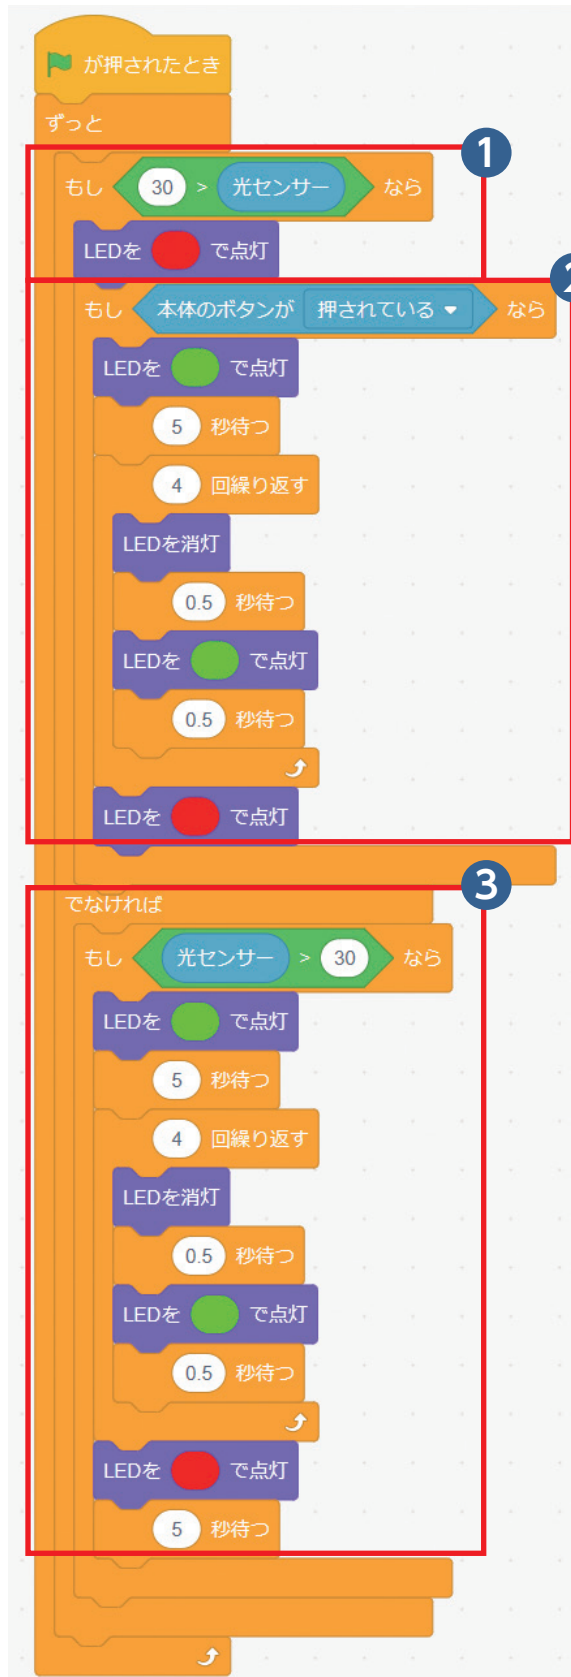 が押されたとき
ずっと
1
もし 30 > 光センサー なら
LEDを で点灯
2
もし 本体のボタンが 押されている なら
LEDを で点灯
5 秒待つ
4 回繰り返す
LEDを消灯
0.5 秒待つ
LEDを で点灯
0.5 秒待つ
LEDを で点灯
3
でなければ
もし 光センサー > 30 なら
LEDを で点灯
5 秒待つ
4 回繰り返す
LEDを消灯
0.5 秒待つ
LEDを で点灯
0.5 秒待つ
LEDを で点灯
5 秒待つ